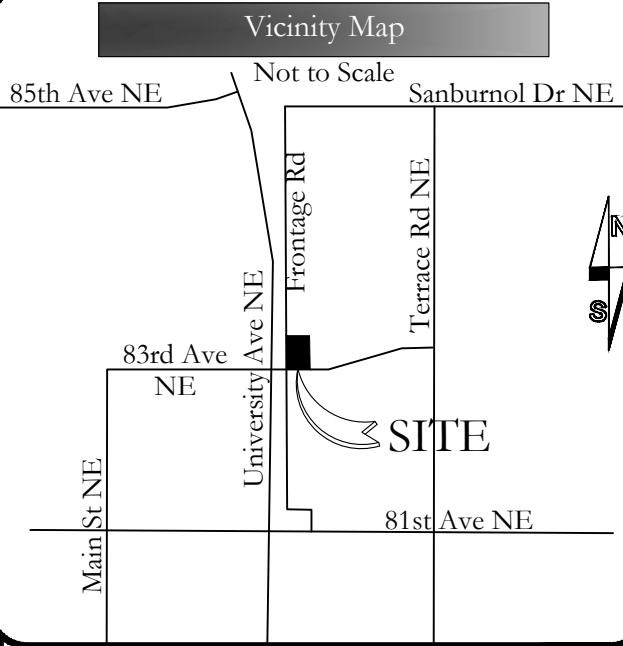 Vicinity Map
Not to Scale
85th Ave NE
Sanburnol Dr NE
Frontage Rd
Terrace Rd NE
N
S
University Ave NE
83rd Ave
NE
SITE
Main St NE
81st Ave NE